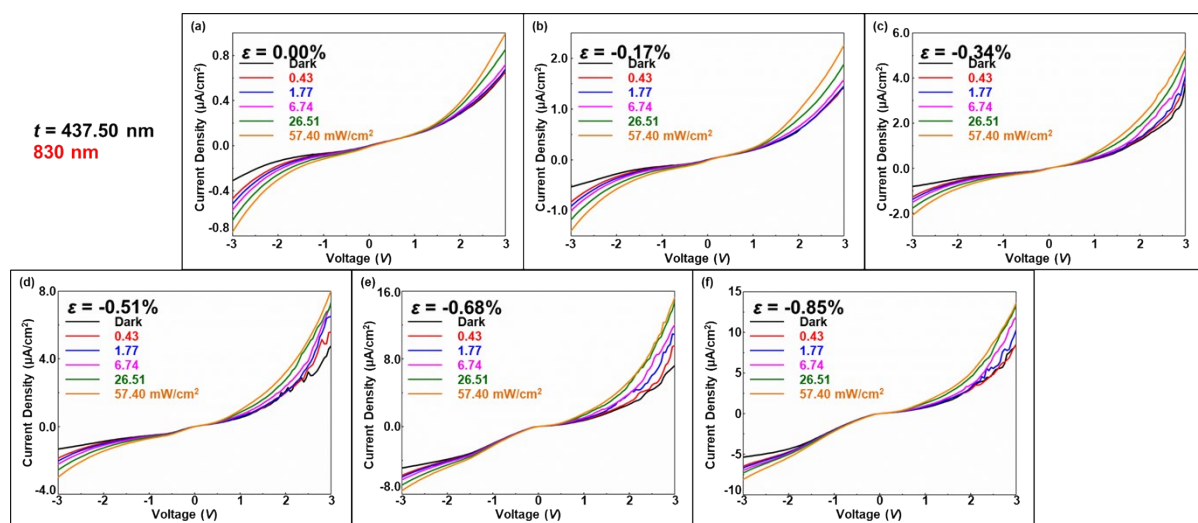 t = 437.50 nm
830 nm
(a)
ε = 0.00%
Dark
0.43
1.77
6.74
26.51
57.40 mW/cm²
Current Density (µA/cm²)
0.8
0.4
0.0
-0.4
-0.8
-3 -2 -1 0 1 2 3
Voltage (V)
(b)
ε = -0.17%
Dark
0.43
1.77
6.74
26.51
57.40 mW/cm²
Current Density (µA/cm²)
2.0
1.0
0.0
-1.0
-3 -2 -1 0 1 2 3
Voltage (V)
(c)
ε = -0.34%
Dark
0.43
1.77
6.74
26.51
57.40 mW/cm²
Current Density (µA/cm²)
6.0
4.0
2.0
0.0
-2.0
-3 -2 -1 0 1 2 3
Voltage (V)
(d)
ε = -0.51%
Dark
0.43
1.77
6.74
26.51
57.40 mW/cm²
Current Density (µA/cm²)
8.0
4.0
0.0
-4.0
-3 -2 -1 0 1 2 3
Voltage (V)
(e)
ε = -0.68%
Dark
0.43
1.77
6.74
26.51
57.40 mW/cm²
Current Density (µA/cm²)
16.0
8.0
0.0
-8.0
-3 -2 -1 0 1 2 3
Voltage (V)
(f)
ε = -0.85%
Dark
0.43
1.77
6.74
26.51
57.40 mW/cm²
Current Density (µA/cm²)
15
10
5
0
-5
-10
-3 -2 -1 0 1 2 3
Voltage (V)